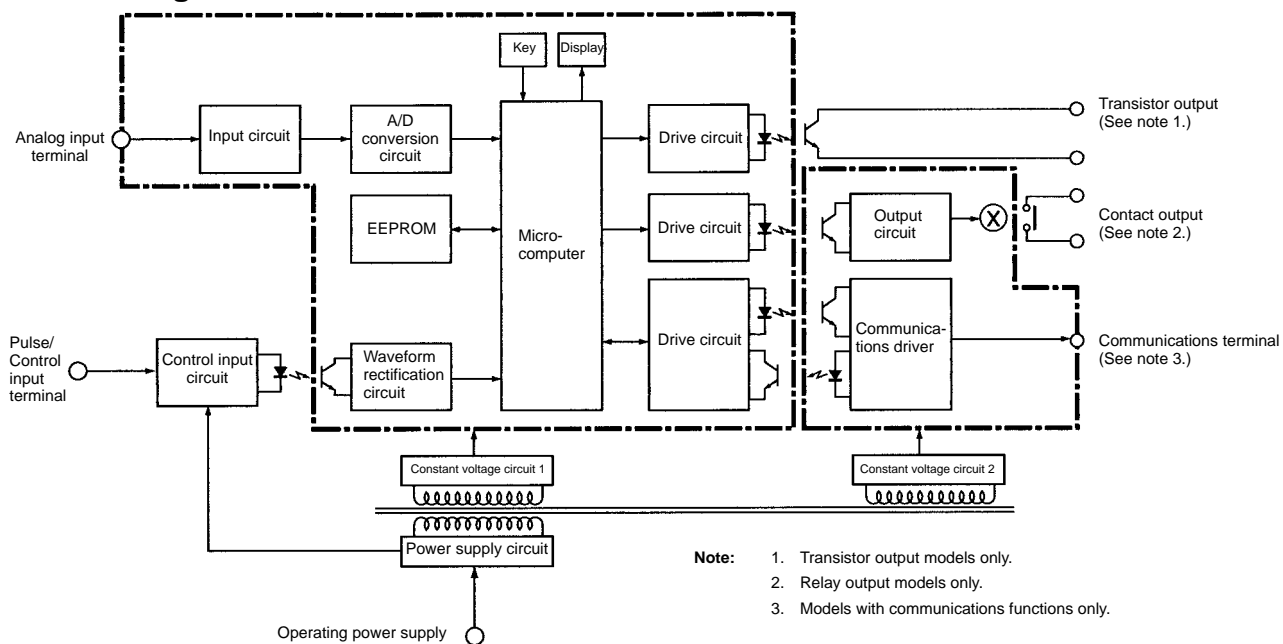 Key
Display
Analog input
terminal
Input circuit
A/D
conversion
circuit
Drive circuit
Transistor output
(See note 1.)
EEPROM
Micro-
computer
Drive circuit
Output
circuit
X
Contact output
(See note 2.)
Pulse/
Control
input
terminal
Control input
circuit
Waveform
rectification
circuit
Drive circuit
Communica-
tions driver
Communications terminal
(See note 3.)
Constant voltage circuit 1
Constant voltage circuit 2
Power supply circuit
Operating power supply
Note: 1. Transistor output models only.
2. Relay output models only.
3. Models with communications functions only.